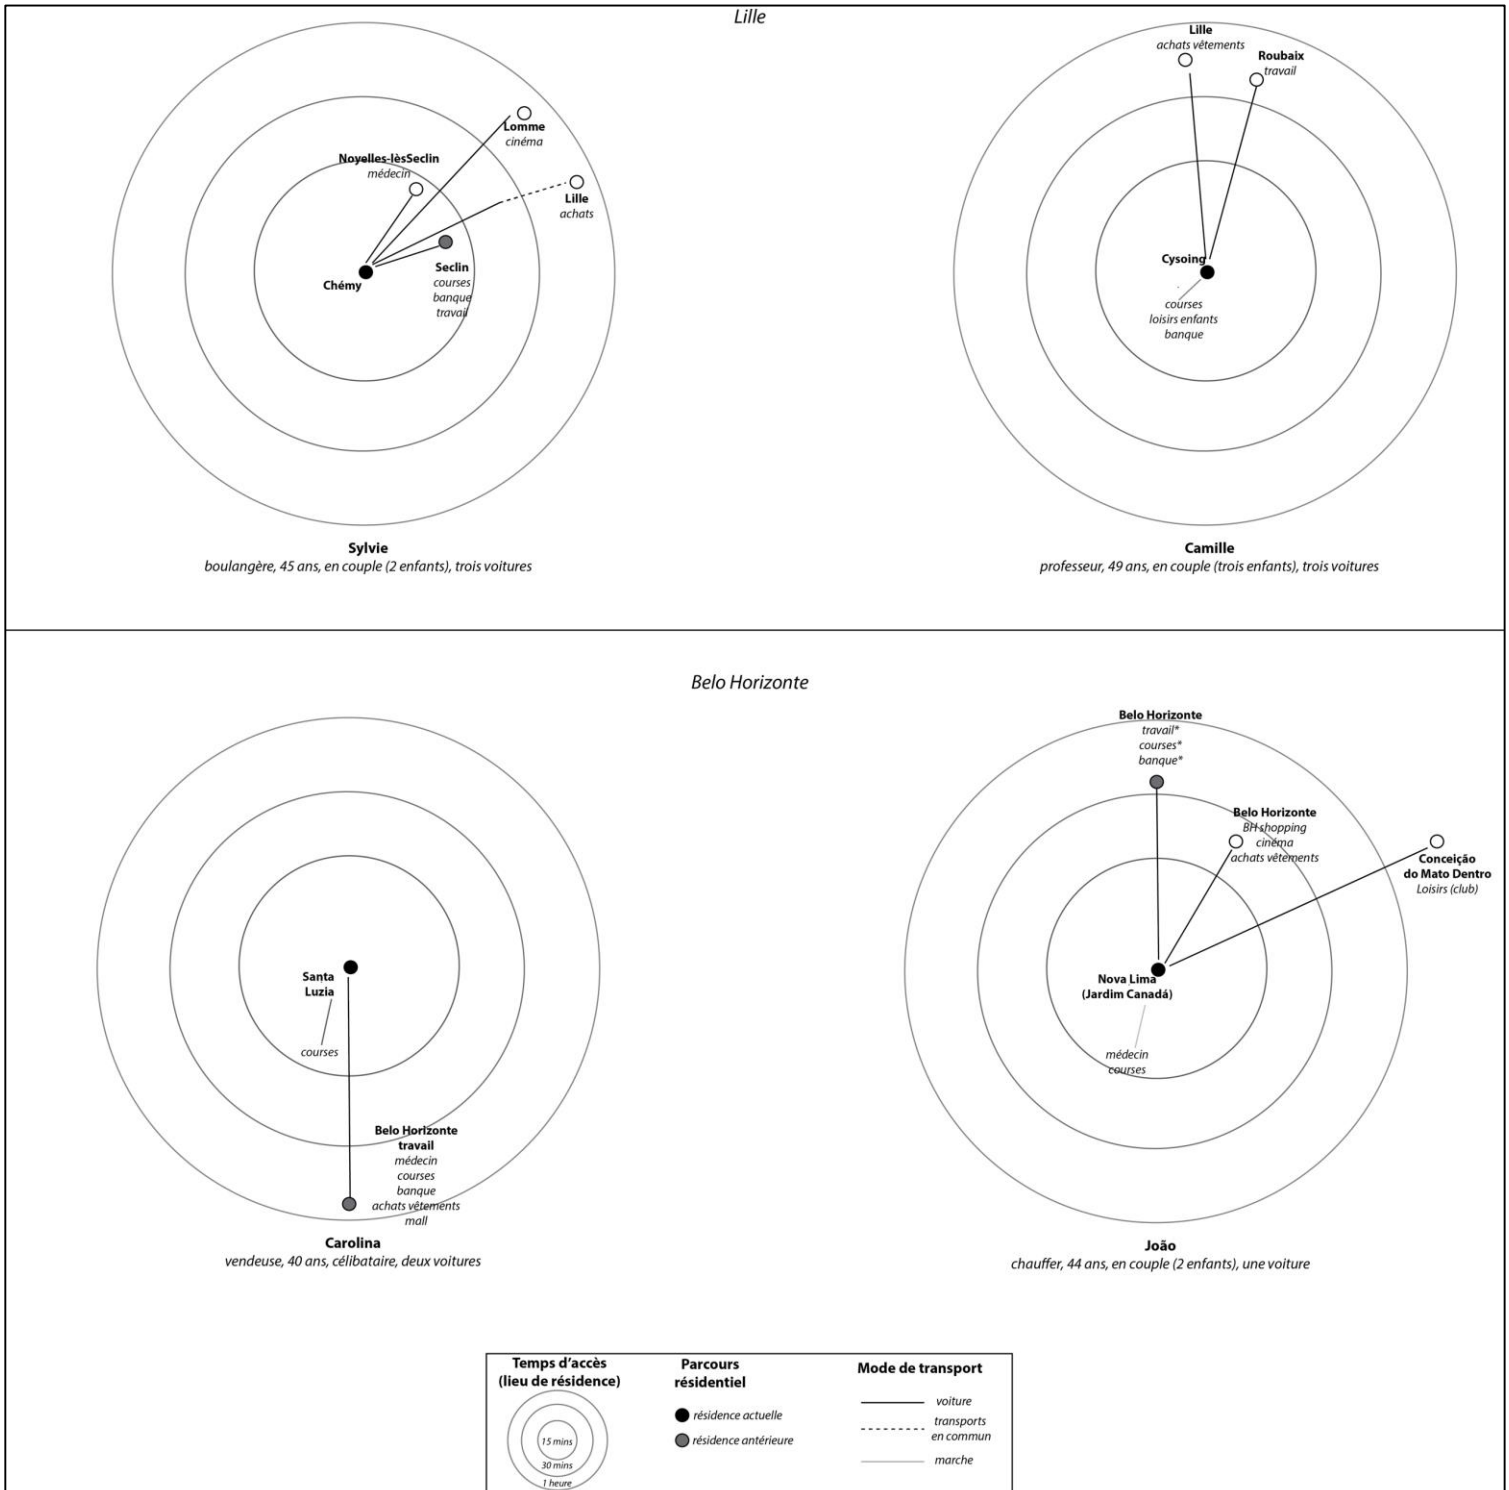 Lille
Lomme
cinéma
Noyelles-lèsSeclin
médecin
Lille
achats
Chémy
Seclin
courses
banque
travail
Sylvie
boulangère, 45 ans, en couple (2 enfants), trois voitures
Lille
achats vêtements
Roubaix
travail
Cysoing
courses
loisirs enfants
banque
Camille
professeur, 49 ans, en couple (trois enfants), trois voitures
Belo Horizonte
Santa
Luzia
courses
Belo Horizonte
travail
médecin
courses
banque
achats vêtements
mall
Carolina
vendeuse, 40 ans, célibataire, deux voitures
Belo Horizonte
travail*
courses*
banque*
Belo Horizonte
BH shopping
cinéma
achats vêtements
Conceição
do Mato Dentro
Loisirs (club)
Nova Lima
(Jardim Canadá)
médecin
courses
João
chauffer, 44 ans, en couple (2 enfants), une voiture
Temps d'accès
(lieu de résidence)
15 mins
30 mins
1 heure
Parcours
résidentiel
résidence actuelle
résidence antérieure
Mode de transport
voiture
transports
en commun
marche